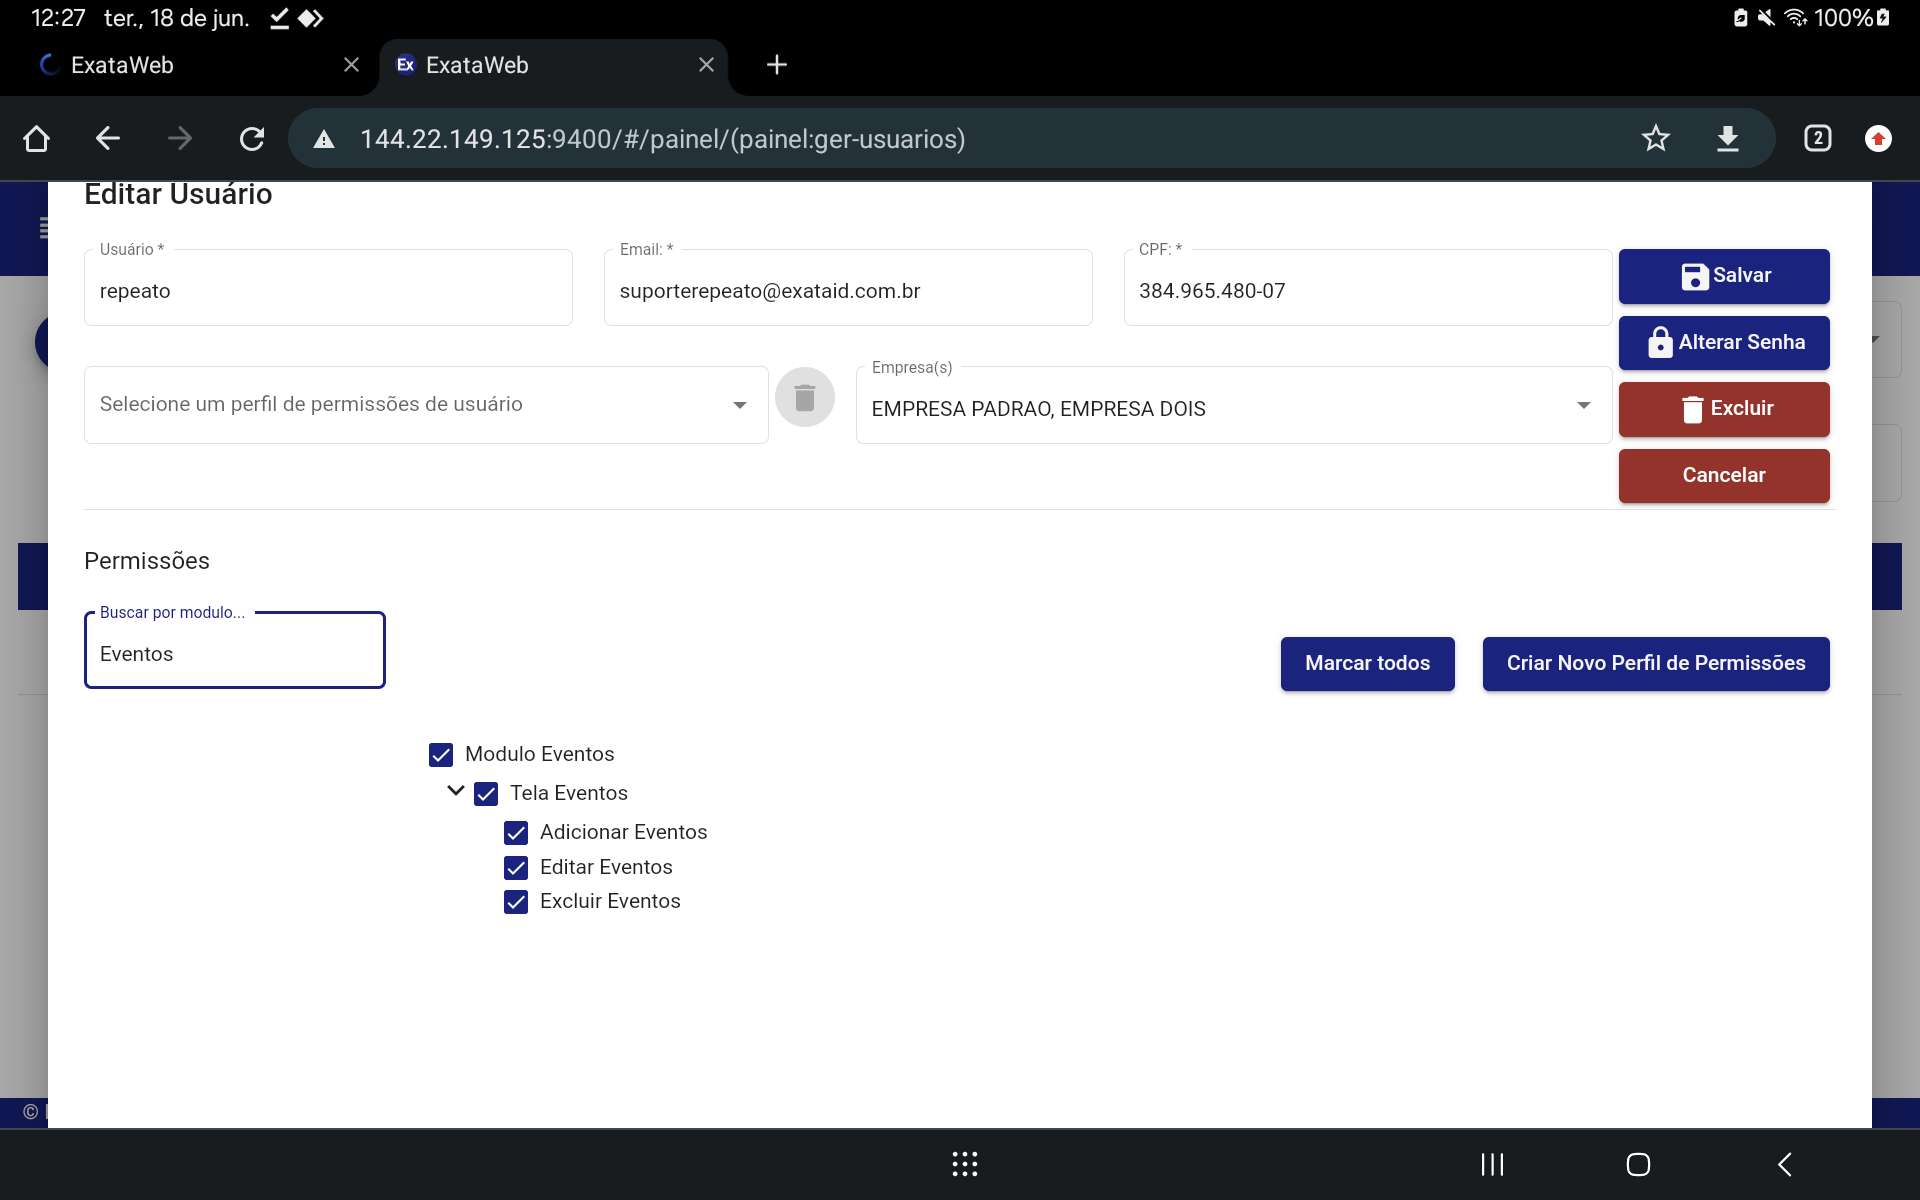 12:27 ter., 18 de jun. 100%
ExataWeb
Ex ExataWeb
144.22.149.125:9400/#/painel/(painel:ger-usuarios)
2
Editar Usuário
Usuário *
repeato
Email: *
suporterepeato@exataid.com.br
CPF: *
384.965.480-07
Salvar
Alterar Senha
Excluir
Cancelar
Selecione um perfil de permissões de usuário
Empresa(s)
EMPRESA PADRAO, EMPRESA DOIS
Permissões
Buscar por modulo...
Eventos
Marcar todos
Criar Novo Perfil de Permissões
Modulo Eventos
Tela Eventos
Adicionar Eventos
Editar Eventos
Excluir Eventos
©